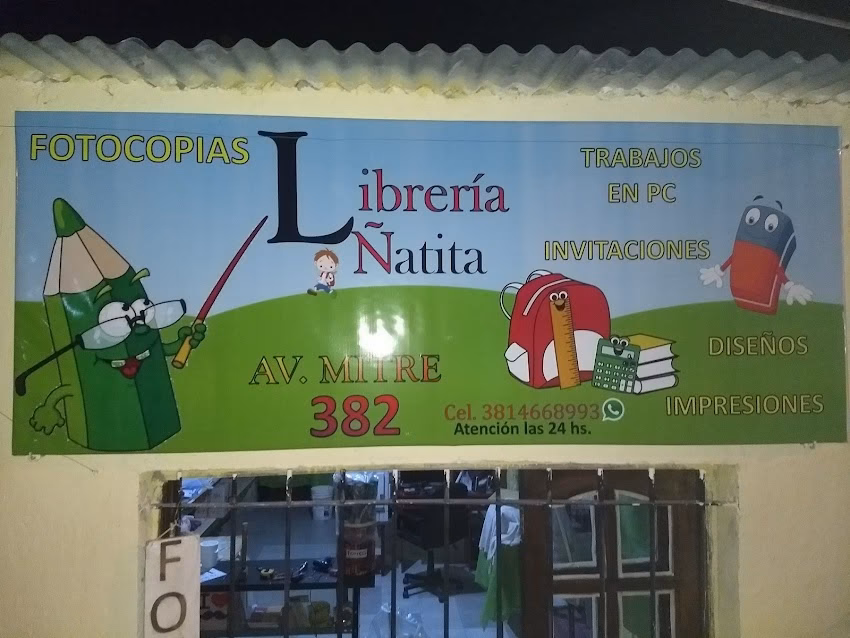 FOTOCOPIAS
Librería
Ñatita
TRABAJOS
EN PC
INVITACIONES
DISEÑOS
IMPRESIONES
AV. MITRE
382
Cel. 3814668993
Atención las 24 hs.
FO